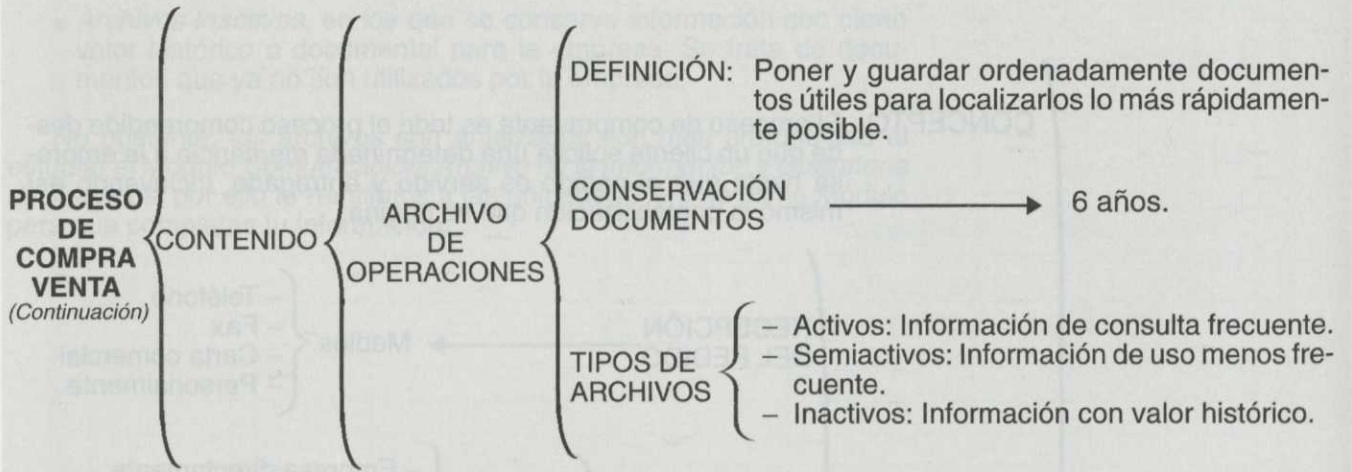 DEFINICIÓN: Poner y guardar ordenadamente documen-
tos útiles para localizarlos lo más rápidamen-
te posible.
PROCESO
DE
COMPRA
VENTA
(Continuación)
CONTENIDO
ARCHIVO
DE
OPERACIONES
CONSERVACIÓN
DOCUMENTOS
6 años.
TIPOS DE
ARCHIVOS
– Activos: Información de consulta frecuente.
– Semiactivos: Información de uso menos fre-
cuente.
– Inactivos: Información con valor histórico.